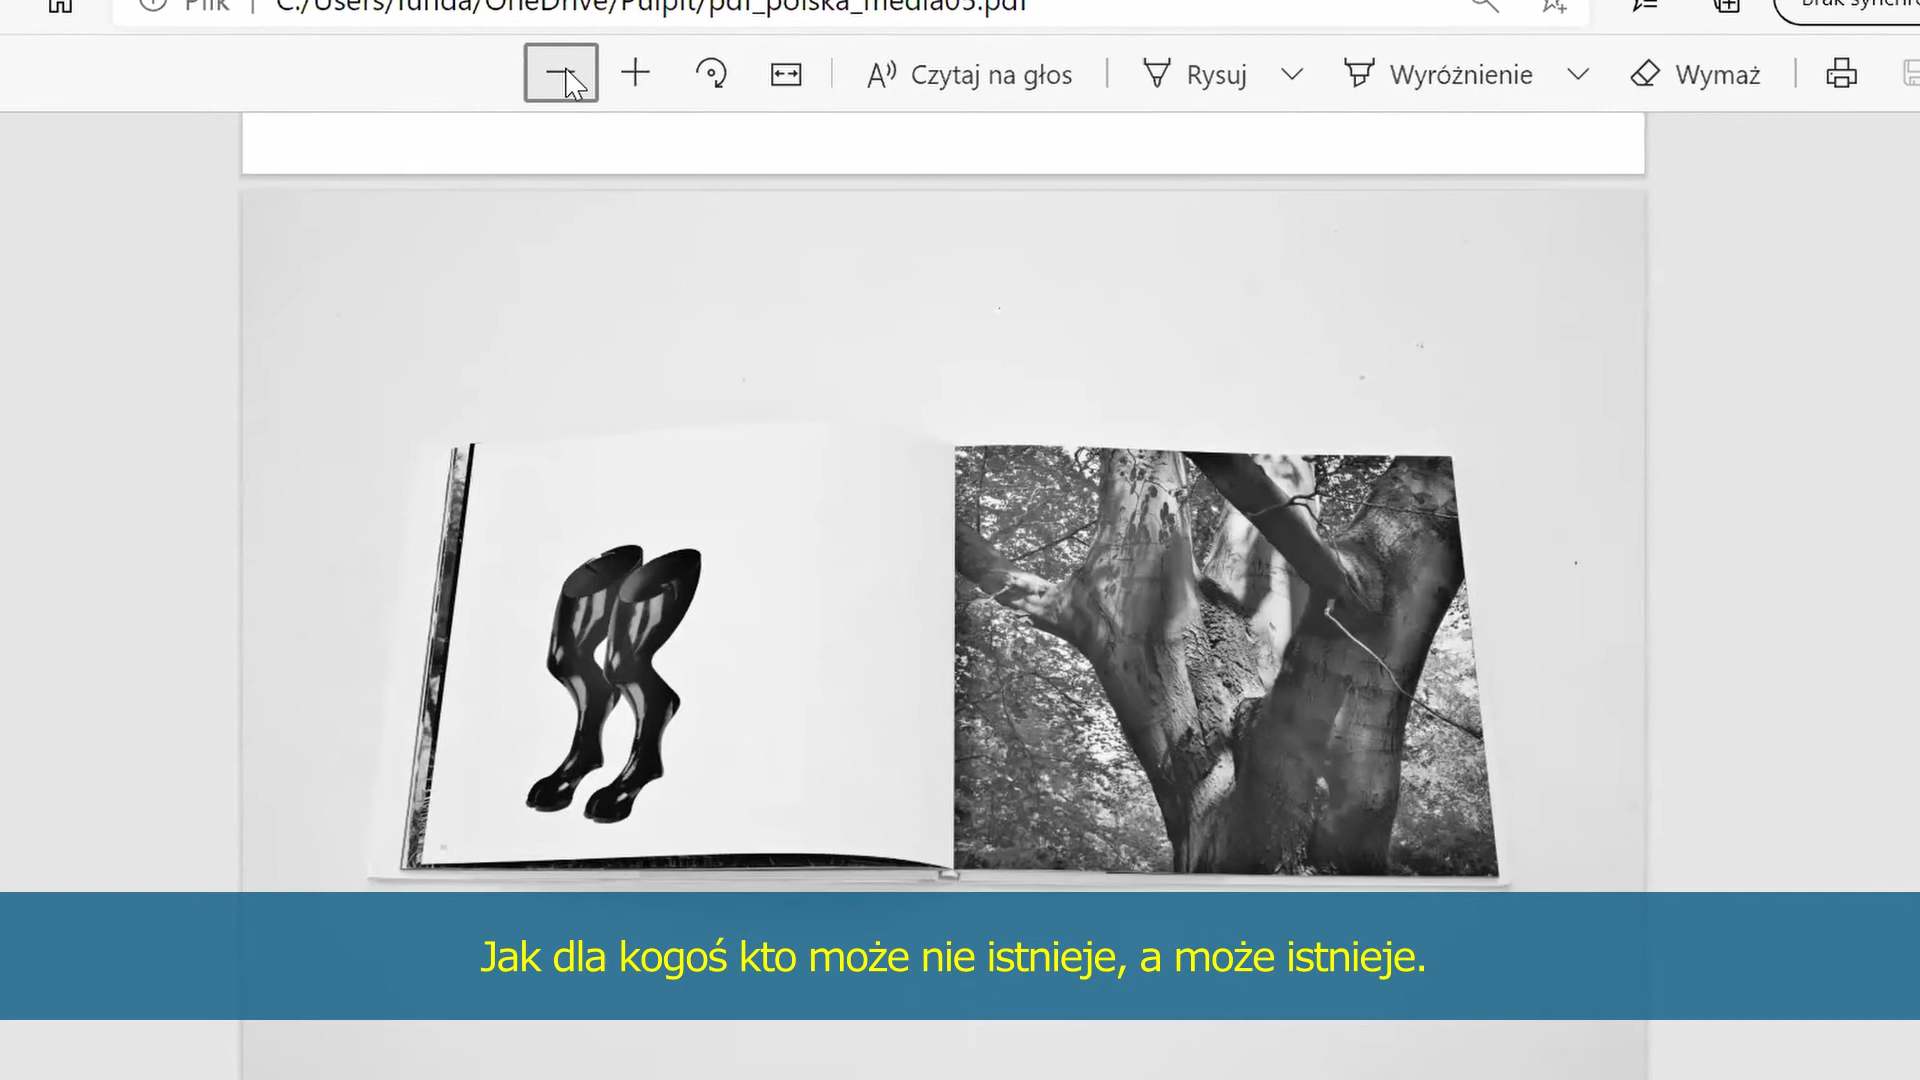 Plik C:/Users/funda/OneDrive/Pulpit/pdf_polska_media05.pdf
Czytaj na głos Rysuj Wyróżnienie Wymaż
Jak dla kogoś kto może nie istnieje, a może istnieje.